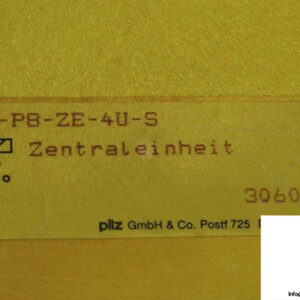 -P8-ZE-4U-S
Zentraleinheit
3060
pilz GmbH & Co. Postf 725